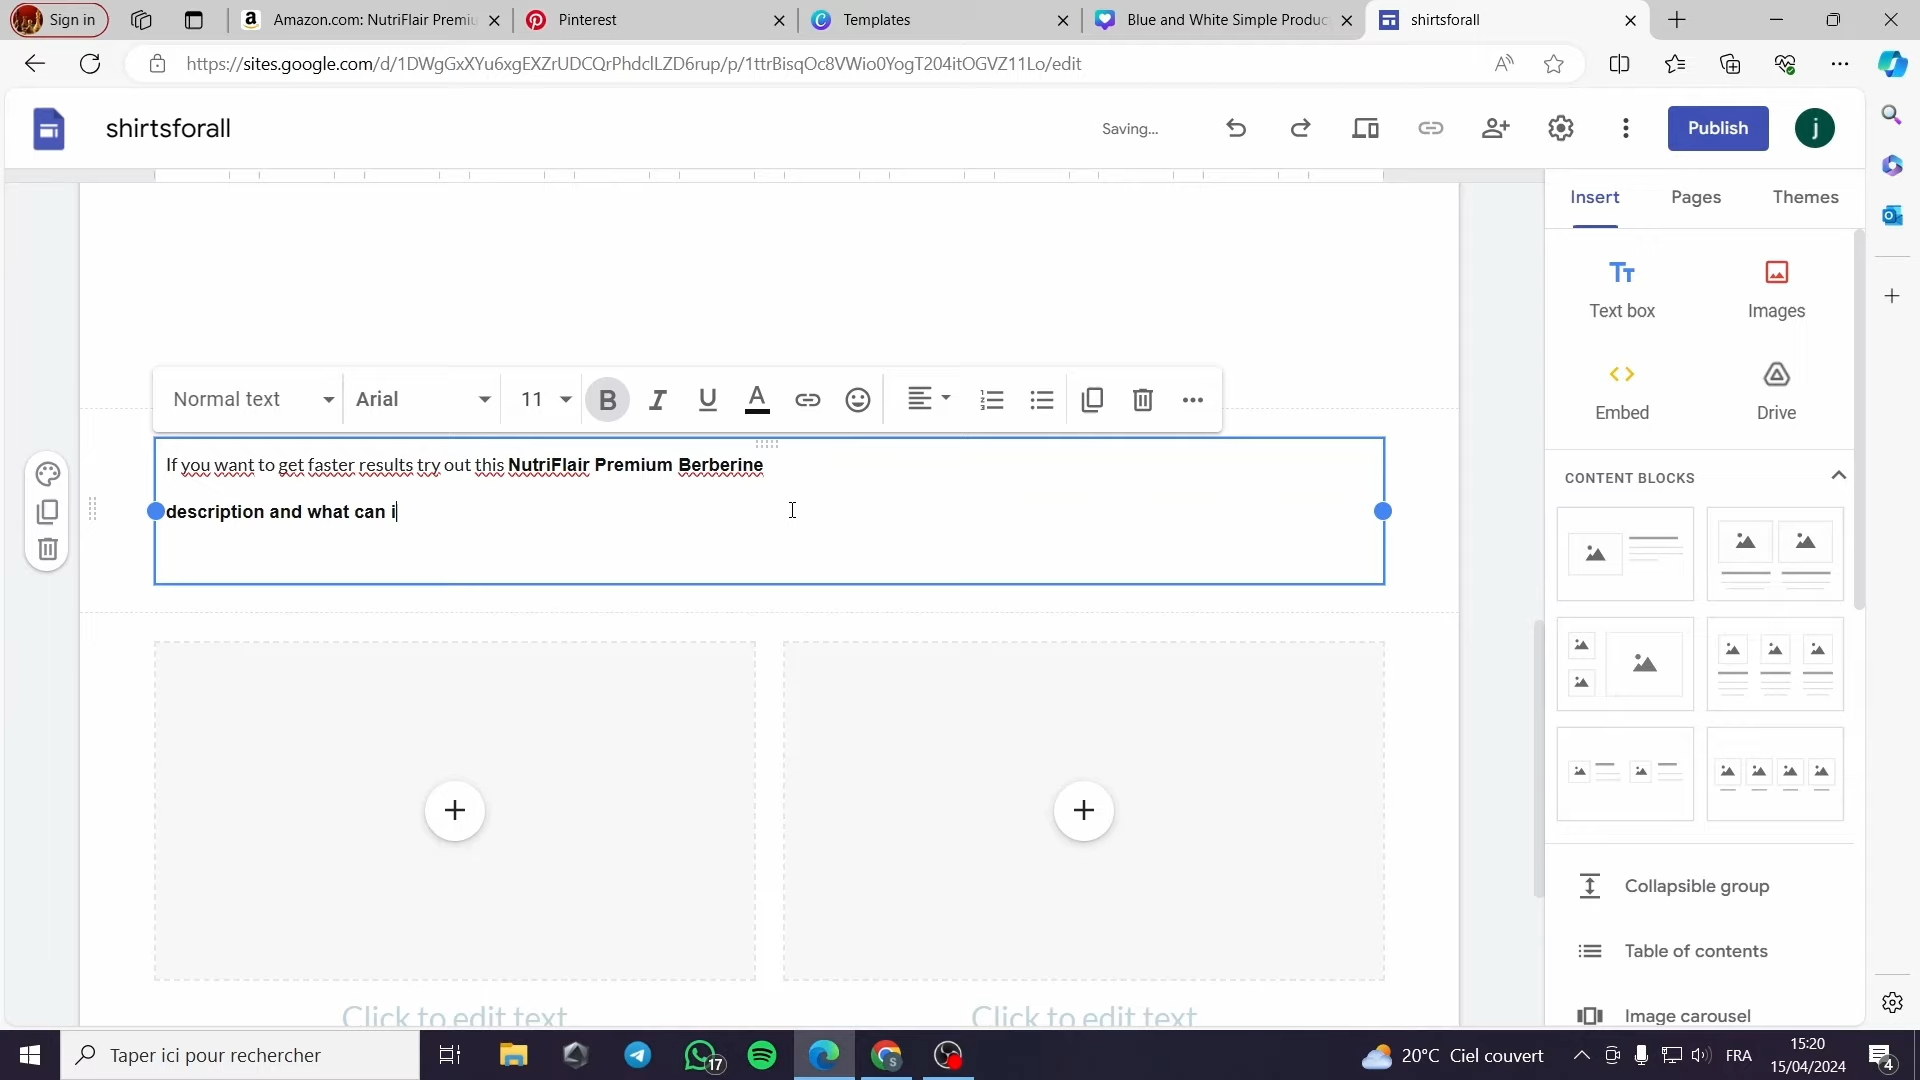 Sign in
Amazon.com: NutriFlair Premiu
Pinterest
Templates
Blue and White Simple Produc
shirtsforall
https://sites.google.com/d/1DWgGxXYu6xgEXZrUDCQrPhdclLZD6rup/p/1ttrBisqOc8VWio0YogT204itOGVZ11Lo/edit
shirtsforall
Saving...
Publish
j
Insert
Pages
Themes
Text box
Images
Embed
Drive
CONTENT BLOCKS
Normal text
Arial
11
If you want to get faster results try out this NutriFlair Premium Berberine
description and what can i
Collapsible group
Table of contents
Image carousel
Click to edit text
Click to edit text
Taper ici pour rechercher
17
20°C Ciel couvert
FRA
15:20
15/04/2024
4